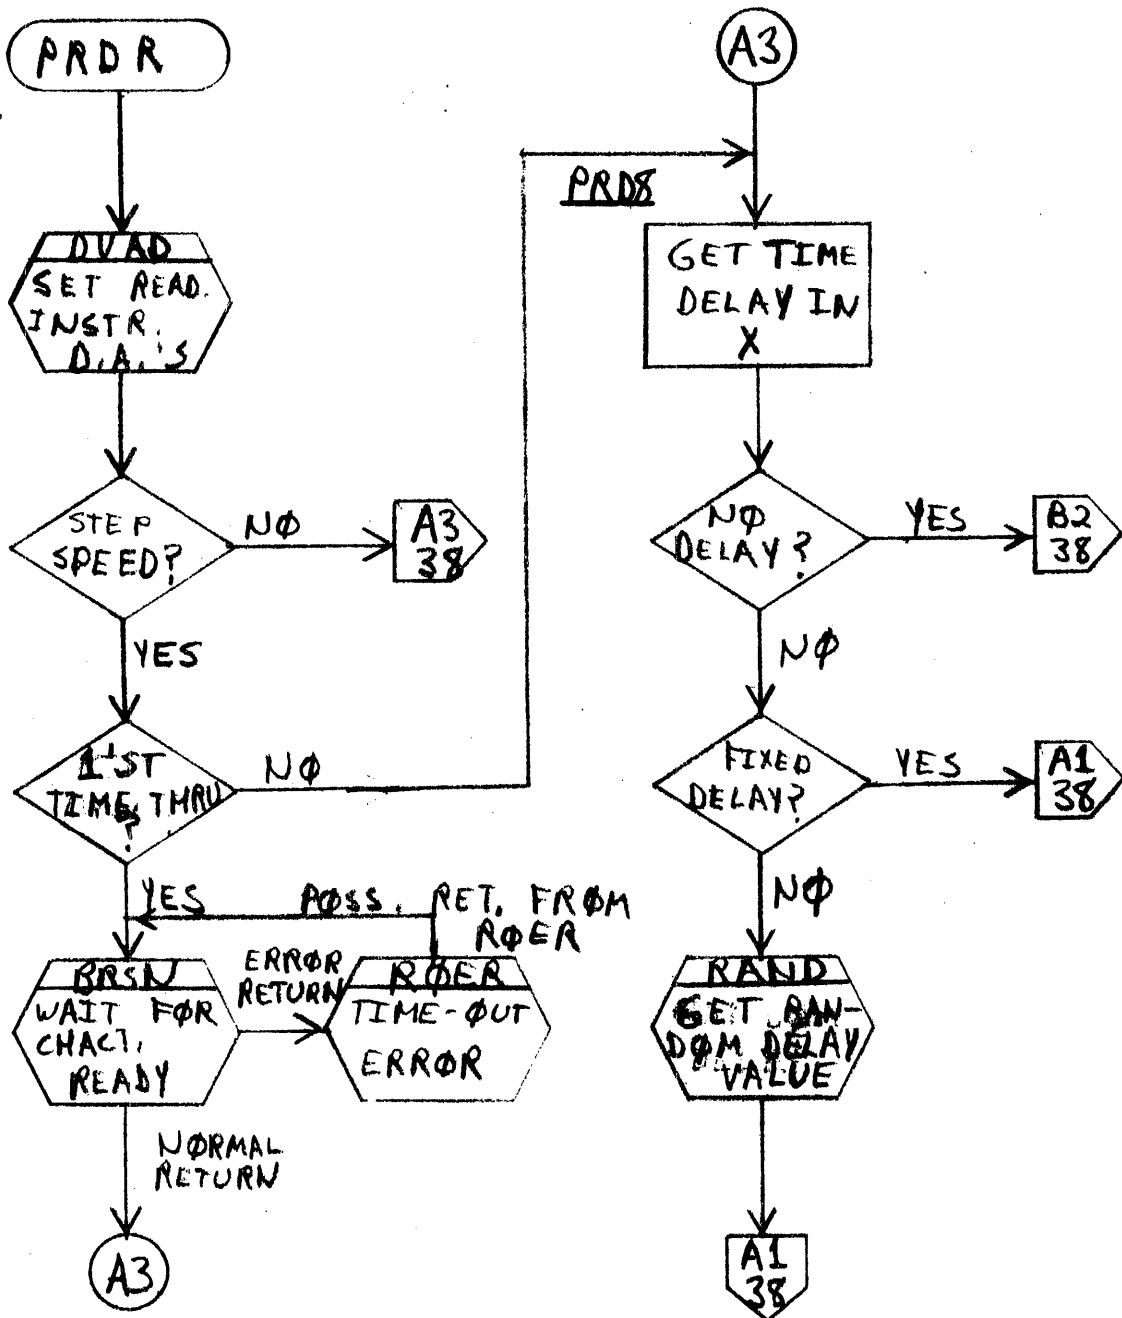 PRDR
DVAD
SET READ.
INSTR.
D.A.'S
STEP
SPEED?
NØ
A3
38
YES
1'ST
TIME THRU
?
NØ
YES
PØSS. RET. FRØM
RØER
BRSN
WAIT FØR
CHACT.
READY
ERRØR
RETURN
RØER
TIME-ØUT
ERRØR
NØRMAL
RETURN
A3
A3
PRD8
GET TIME
DELAY IN
X
NØ
DELAY?
YES
B2
38
NØ
FIXED
DELAY?
YES
A1
38
NØ
RAND
GET RAN-
DØM DELAY
VALUE
A1
38